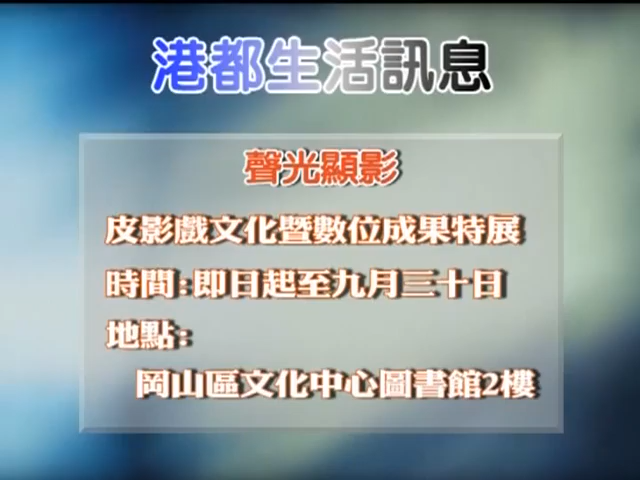 港都生活訊息
聲光顯影
皮影戲文化暨數位成果特展
時間:即日起至九月三十日
地點:
岡山區文化中心圖書館2樓